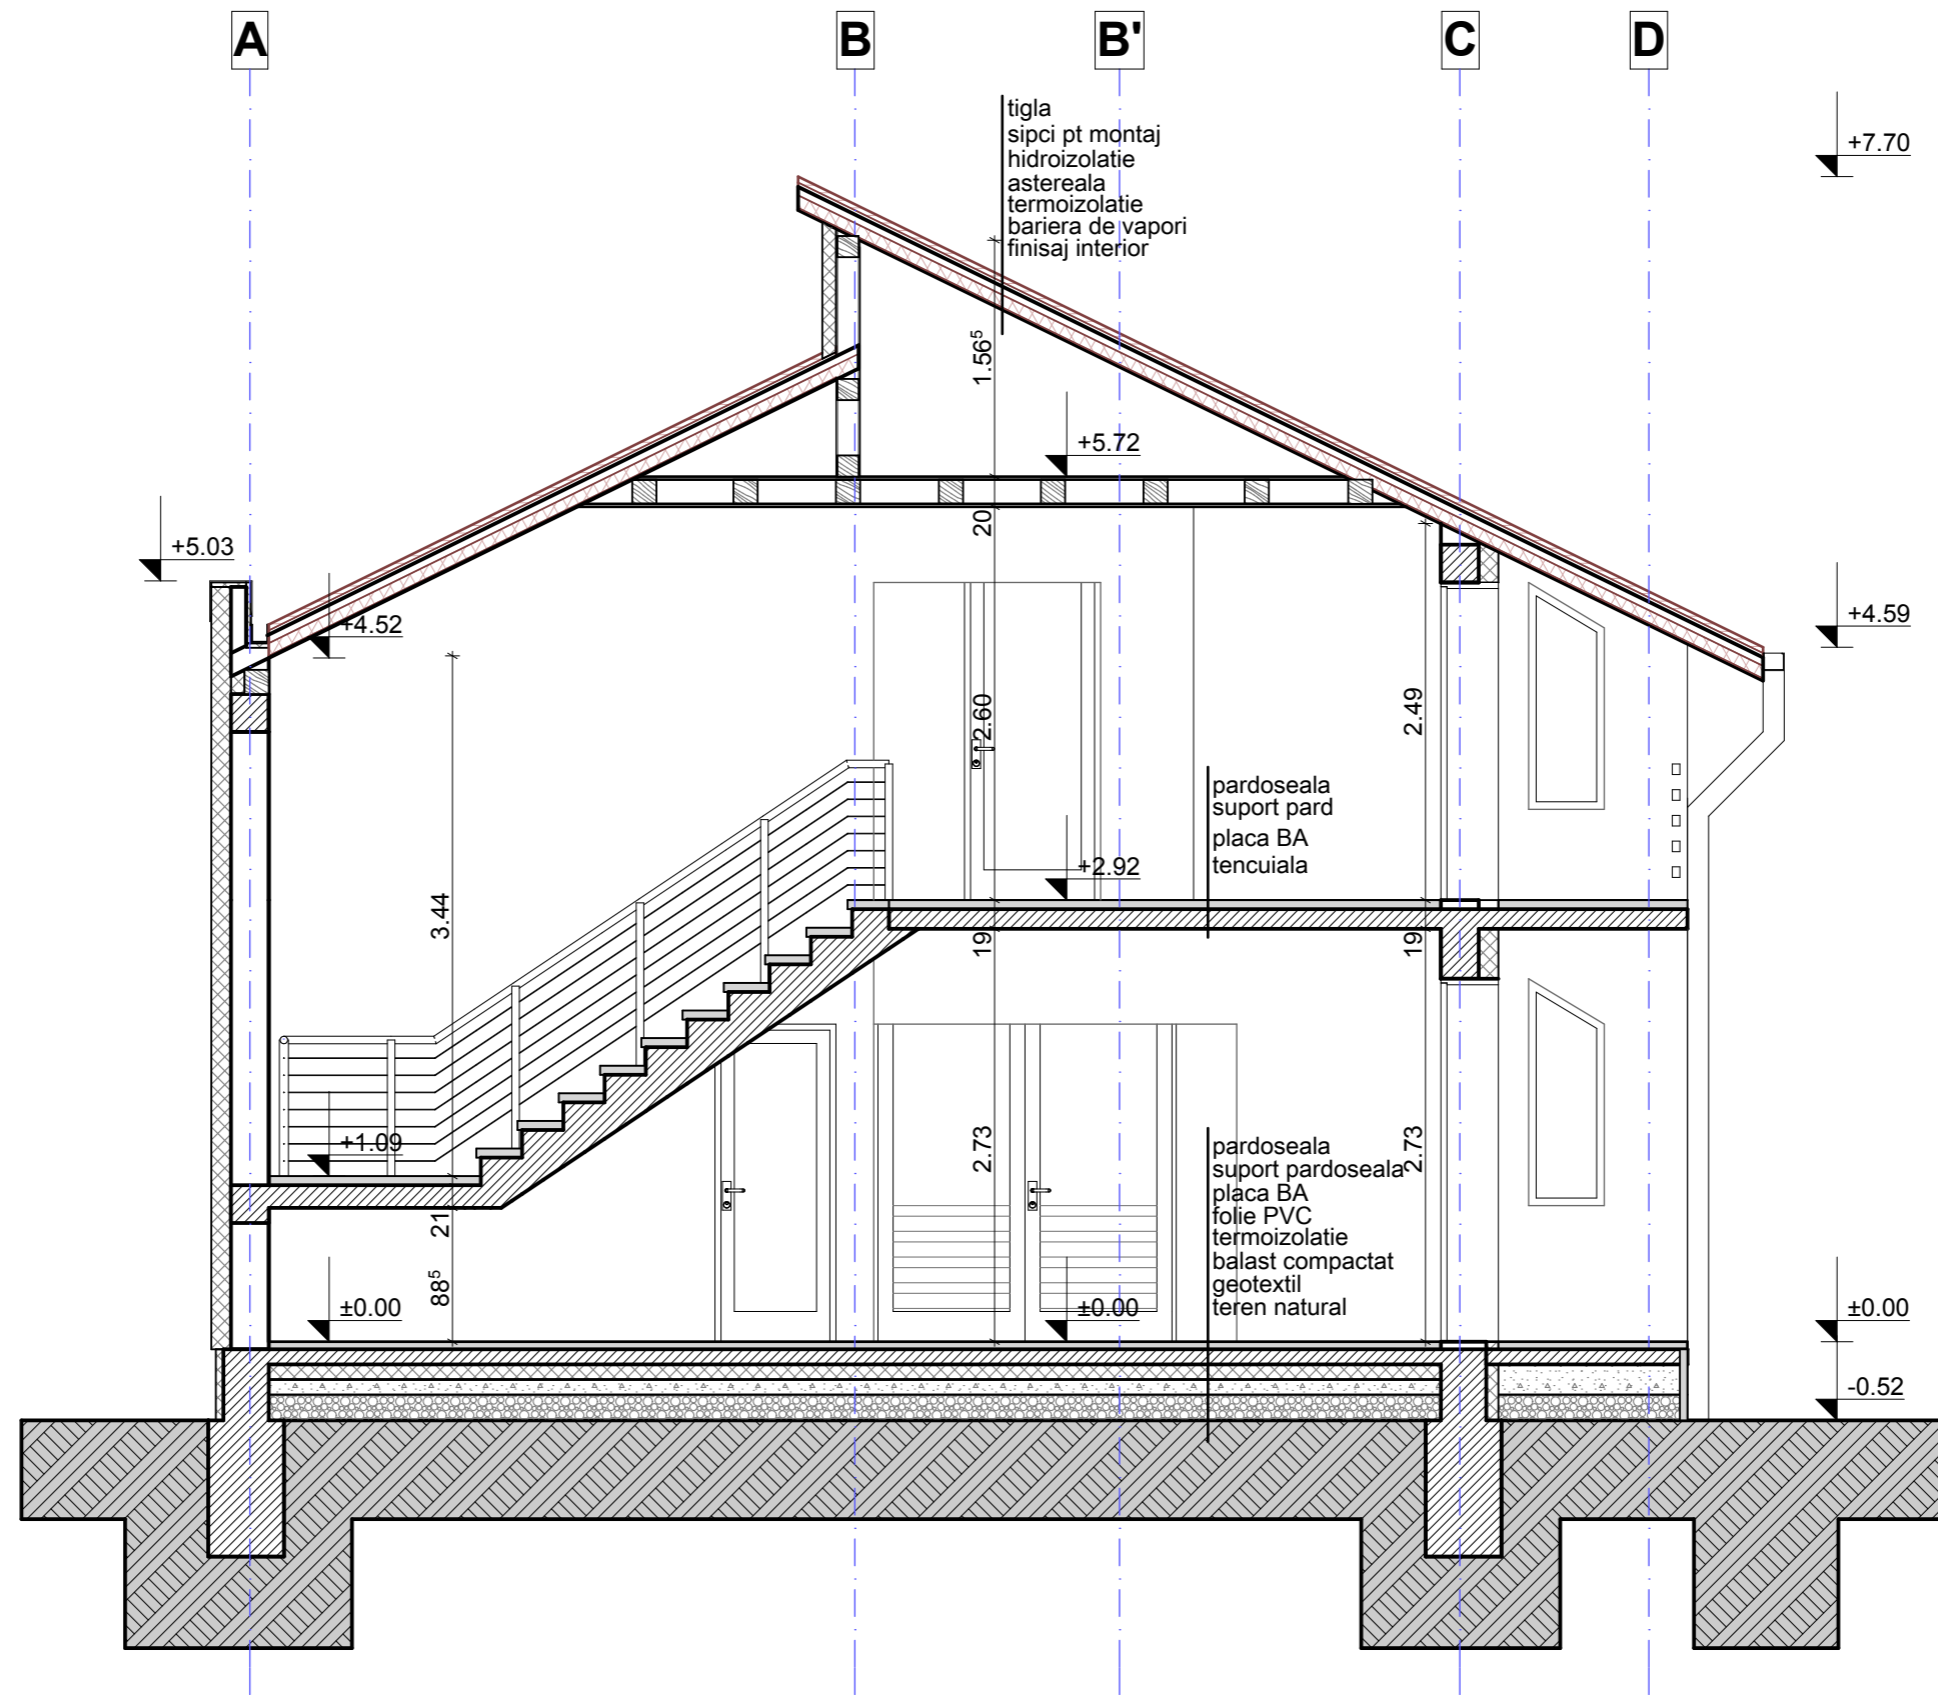 A B B' C D
tigla
sipci pt montaj
hidroizolatie
astereala
termoizolatie
bariera de vapori
finisaj interior
+7.70
1.56⁵
+5.72
+5.03
20
+4.52
+4.59
2.60
2.49
pardoseala
suport pard
placa BA
tencuiala
+2.92
3.44
19
19
+1.09
2.73
2.73
pardoseala
suport pardoseala
placa BA
folie PVC
termoizolatie
balast compactat
geotextil
teren natural
21
88⁵
±0.00
±0.00
±0.00
-0.52